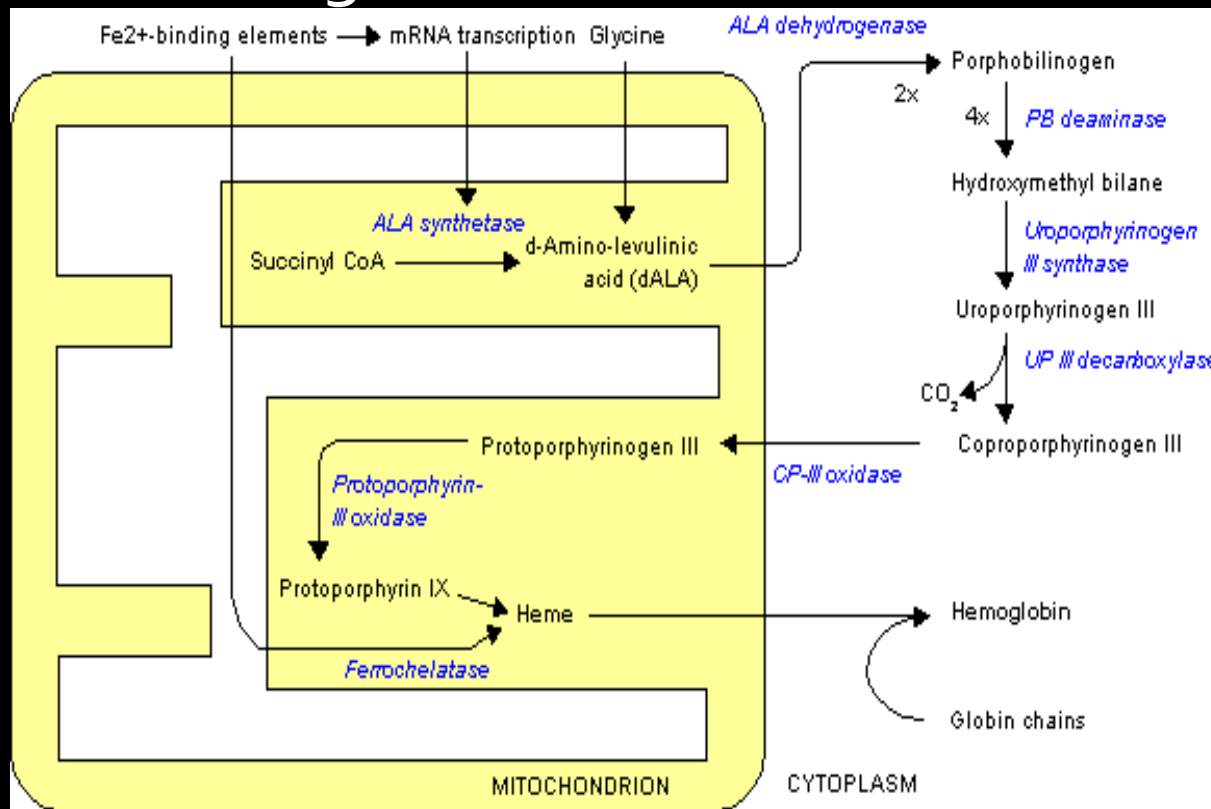 Fe2+-binding elements mRNA transcription Glycine
ALA dehydrogenase
Porphobilinogen
2x
4x PB deaminase
Hydroxymethyl bilane
ALA synthetase
Succinyl CoA
d-Amino-levulinic
acid (dALA)
Uroporphyrinogen
III synthase
Uroporphyrinogen III
UP III decarboxylase
CO2
Coproporphyrinogen III
CP-III oxidase
Protoporphyrinogen III
Protoporphyrin-
III oxidase
Protoporphyrin IX
Heme
Hemoglobin
Ferrochelatase
Globin chains
MITOCHONDRION
CYTOPLASM